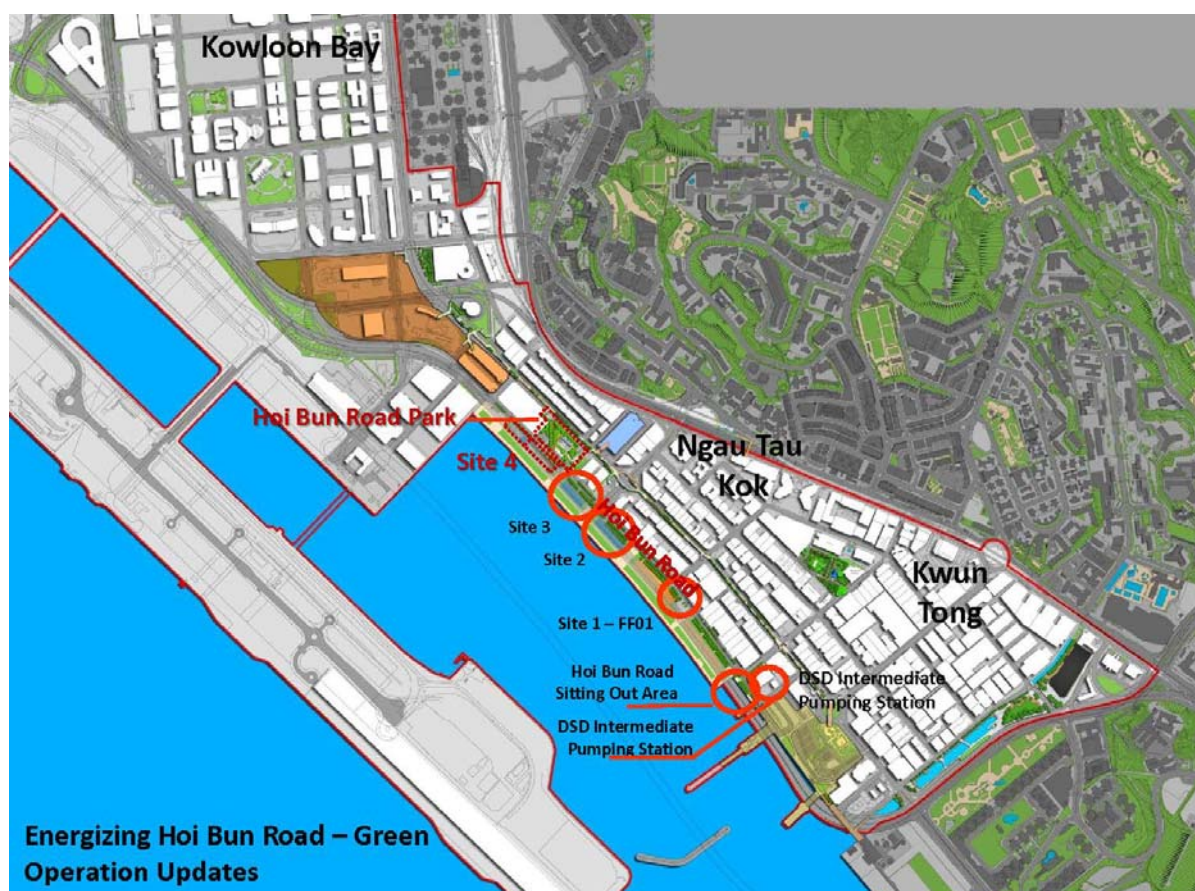 Kowloon Bay
Hoi Bun Road Park
Site 4
Ngau Tau
Kok
Hoi Bun Road
Site 3
Site 2
Kwun
Tong
Site 1 – FF01
Hoi Bun Road
Sitting Out Area
DSD Intermediate
Pumping Station
DSD Intermediate
Pumping Station
Energizing Hoi Bun Road – Green
Operation Updates